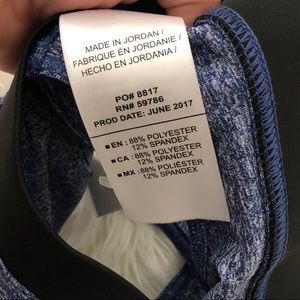 MADE IN JORDAN/
FABRIQUÉ EN JORDANIE/
HECHO EN JORDANIA/
PO# 8817
RN# 59786
PROD DATE: JUNE 2017
■ EN : 88% POLYESTER
12% SPANDEX
■ CA : 88% POLYESTER
12% SPANDEX
■ MX: 88% POLIÉSTER
12% SPANDEX